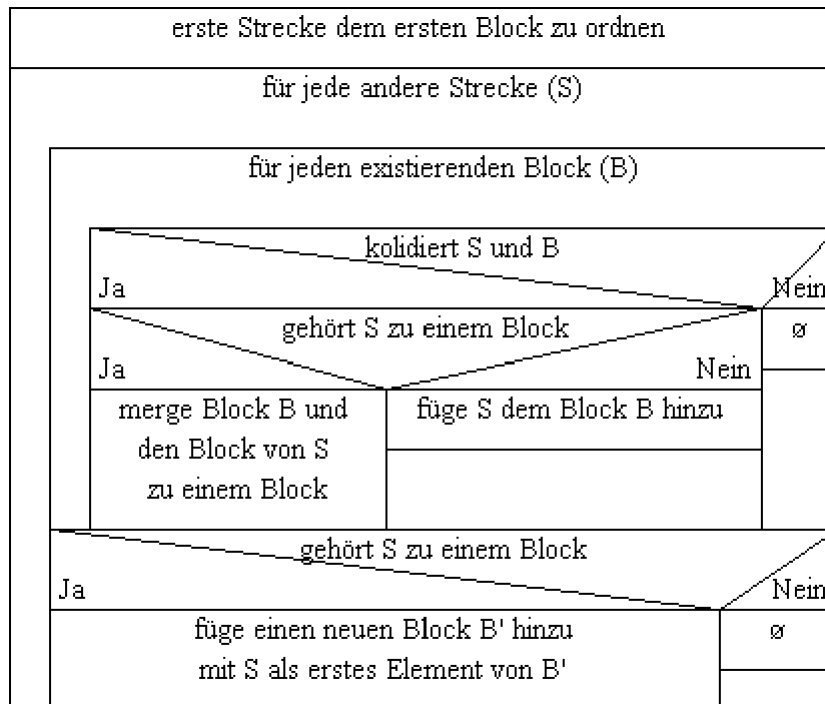 erste Strecke dem ersten Block zu ordnen
für jede andere Strecke (S)
für jeden existierenden Block (B)
kolidiert S und B
Ja
Nein
gehört S zu einem Block
ø
Ja
Nein
merge Block B und
den Block von S
zu einem Block
füge S dem Block B hinzu
gehört S zu einem Block
Ja
Nein
füge einen neuen Block B' hinzu
mit S als erstes Element von B'
ø